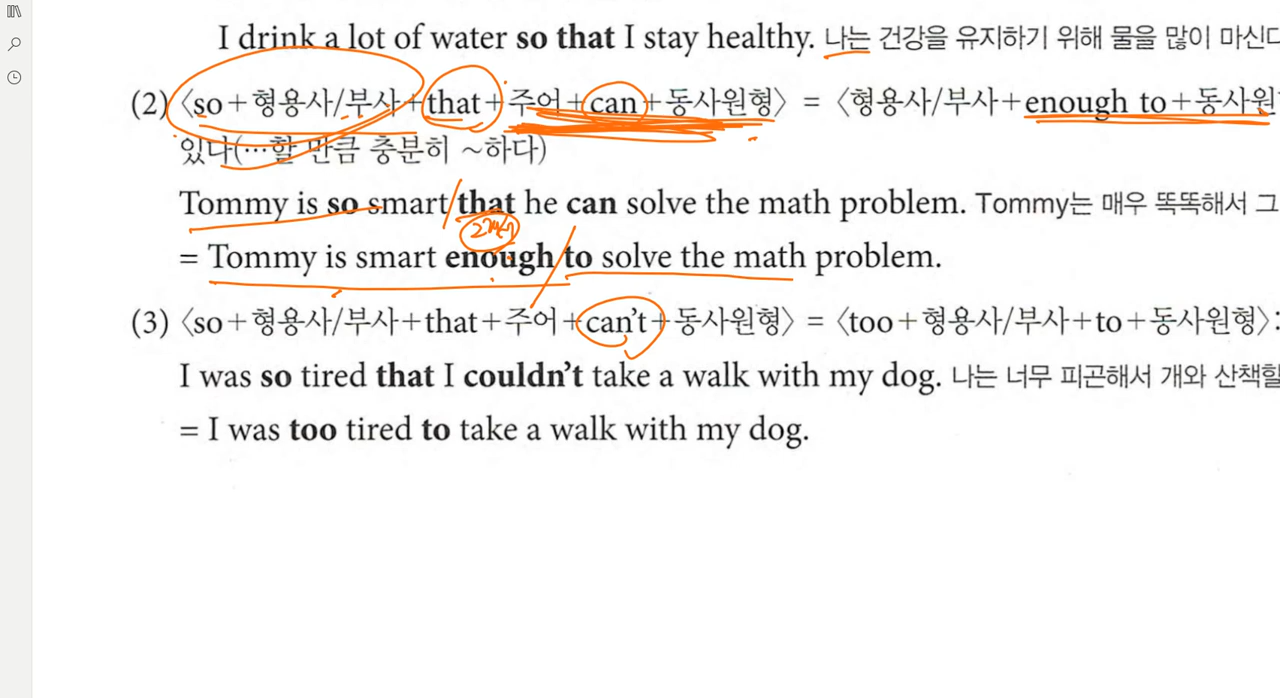 I drink a lot of water so that I stay healthy. 나는 건강을 유지하기 위해 물을 많이 마신다
(2) 〈so+형용사/부사+that+주어+can+동사원형〉 = 〈형용사/부사+enough to+동사원
있나(…할 만큼 충분히 ~하다)
Tommy is so smart that he can solve the math problem. Tommy는 매우 똑똑해서 그
= Tommy is smart enough to solve the math problem.
(3) 〈so+형용사/부사+that+주어+can't+동사원형〉 = 〈too+형용사/부사+to+동사원형〉:
I was so tired that I couldn't take a walk with my dog. 나는 너무 피곤해서 개와 산책할
= I was too tired to take a walk with my dog.